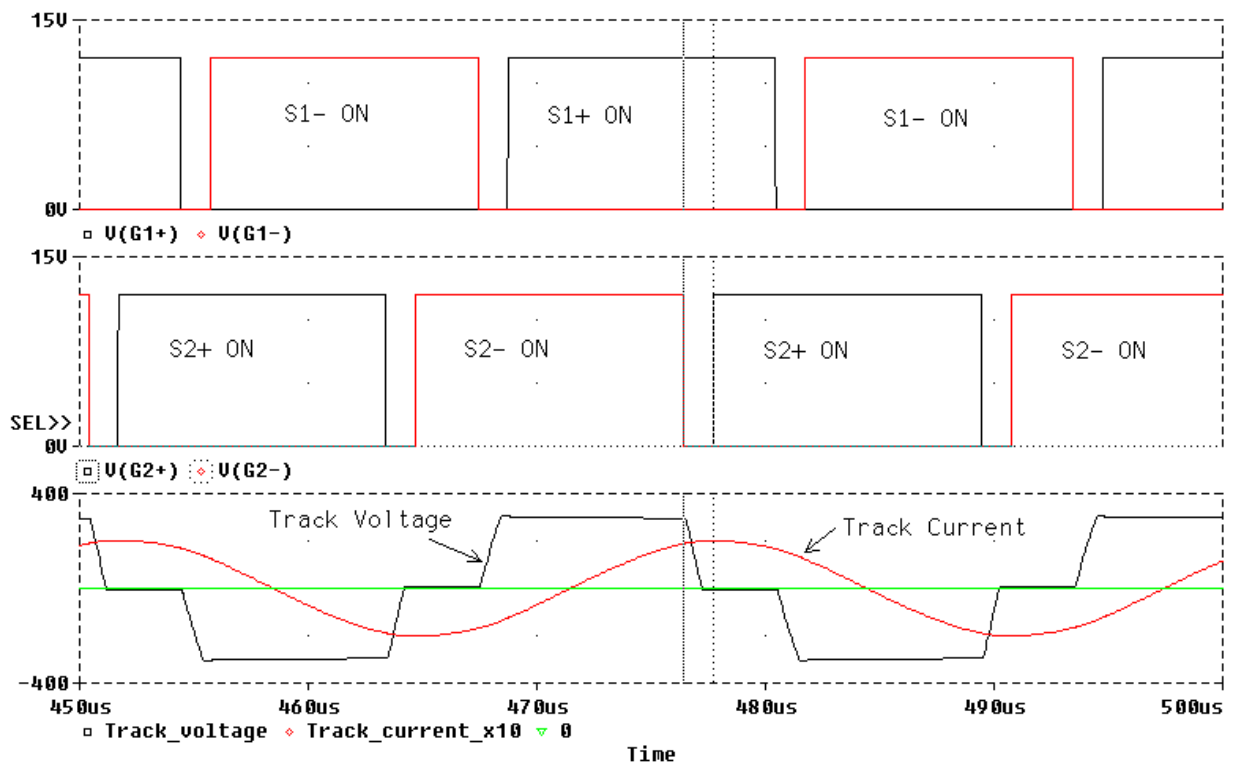 15V
S1- ON S1+ ON S1- ON
0V
V(G1+) V(G1-)
15V
S2+ ON S2- ON S2+ ON S2- ON
SEL>>
0V
V(G2+) V(G2-)
400
Track Voltage
Track Current
-400
450us 460us 470us 480us 490us 500us
Track_voltage Track_current_x10 0
Time